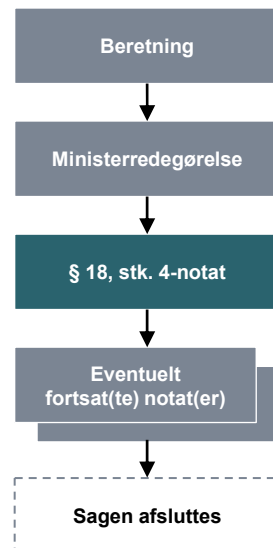 Beretning
Ministerredegørelse
§ 18, stk. 4-notat
Eventuelt
fortsat(te) notat(er)
Sagen afsluttes